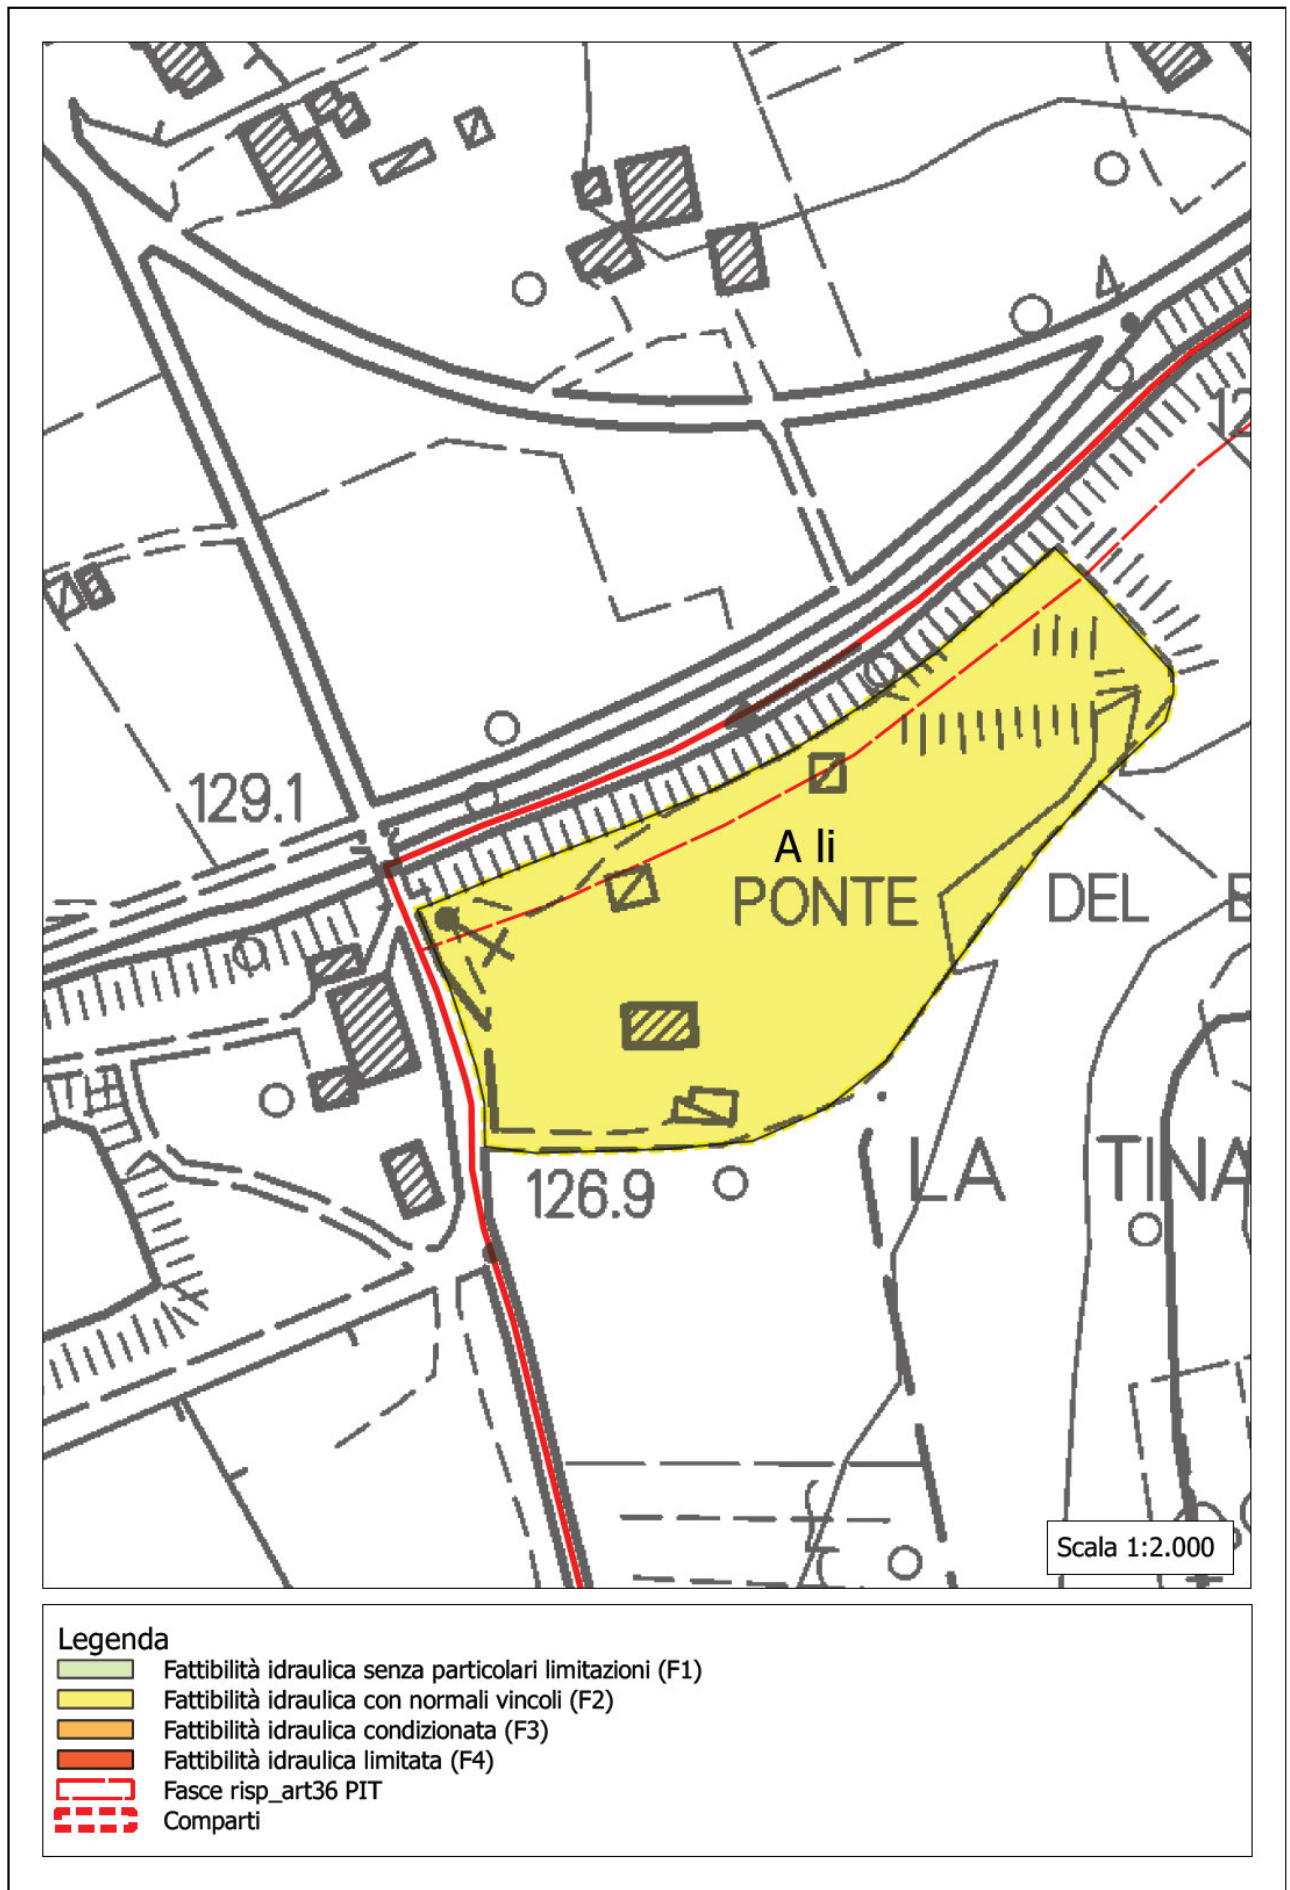 4
12
129.1
A li
PONTE DEL B
126.9
LA TINA
Scala 1:2.000
Legenda
Fattibilità idraulica senza particolari limitazioni (F1)
Fattibilità idraulica con normali vincoli (F2)
Fattibilità idraulica condizionata (F3)
Fattibilità idraulica limitata (F4)
Fasce risp_art36 PIT
Comparti